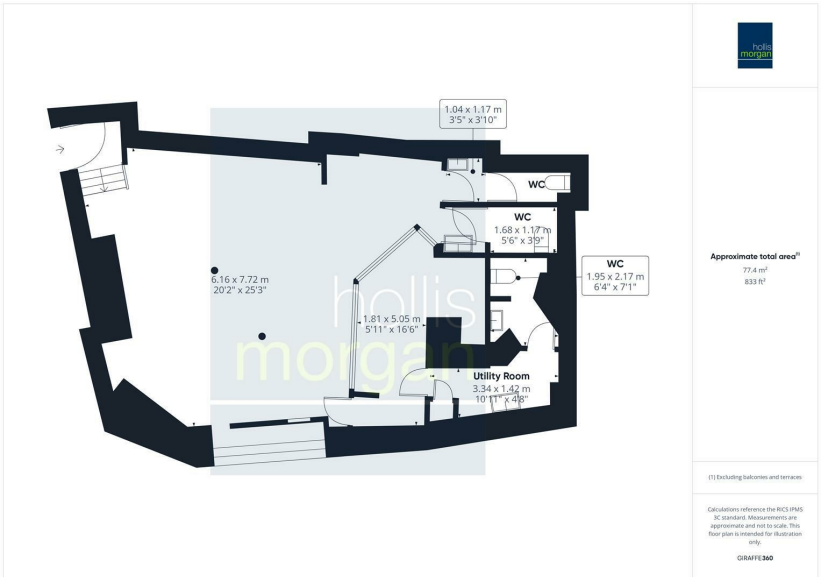 hollis
morgan
1.04 x 1.17 m
3'5" x 3'10"
WC
WC
1.68 x 1.17 m
5'6" x 3'9"
WC
1.95 x 2.17 m
6'4" x 7'1"
6.16 x 7.72 m
20'2" x 25'3"
hollis
morgan
1.81 x 5.05 m
5'11" x 16'6"
Utility Room
3.34 x 1.42 m
10'11" x 4'8"
Approximate total area(1)
77.4 m²
833 ft²
(1) Excluding balconies and terraces
Calculations reference the RICS IPMS
3C standard. Measurements are
approximate and not to scale. This
floor plan is intended for illustration
only.
GIRAFFE360